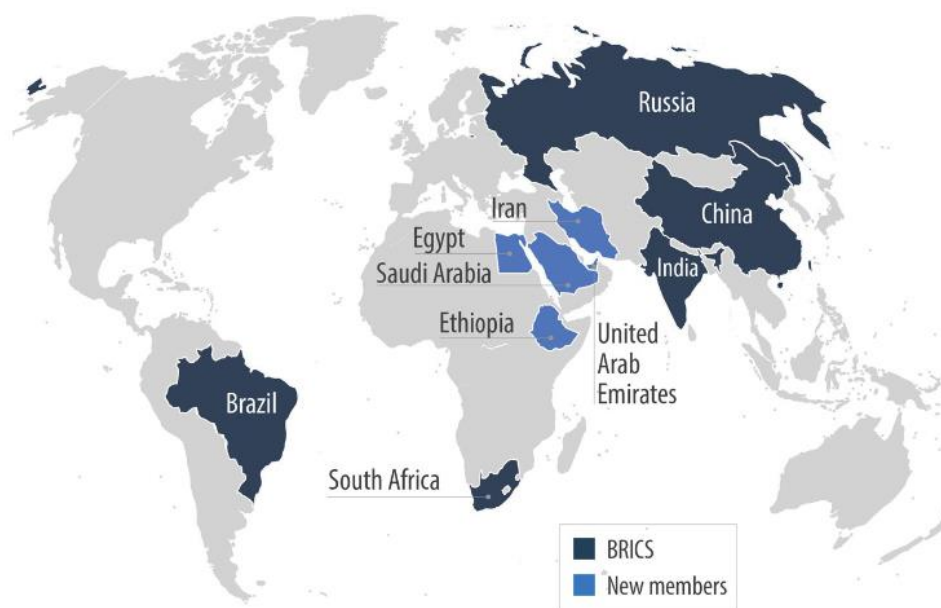 Russia
China
India
Iran
Egypt
Saudi Arabia
Ethiopia
United
Arab
Emirates
Brazil
South Africa
BRICS
New members